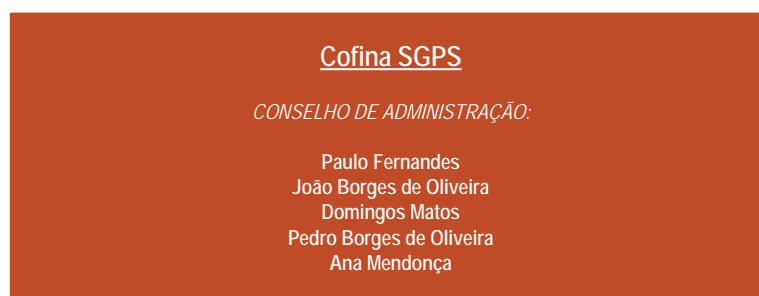 Cofina SGPS
CONSELHO DE ADMINISTRAÇÃO:
Paulo Fernandes
João Borges de Oliveira
Domingos Matos
Pedro Borges de Oliveira
Ana Mendonça